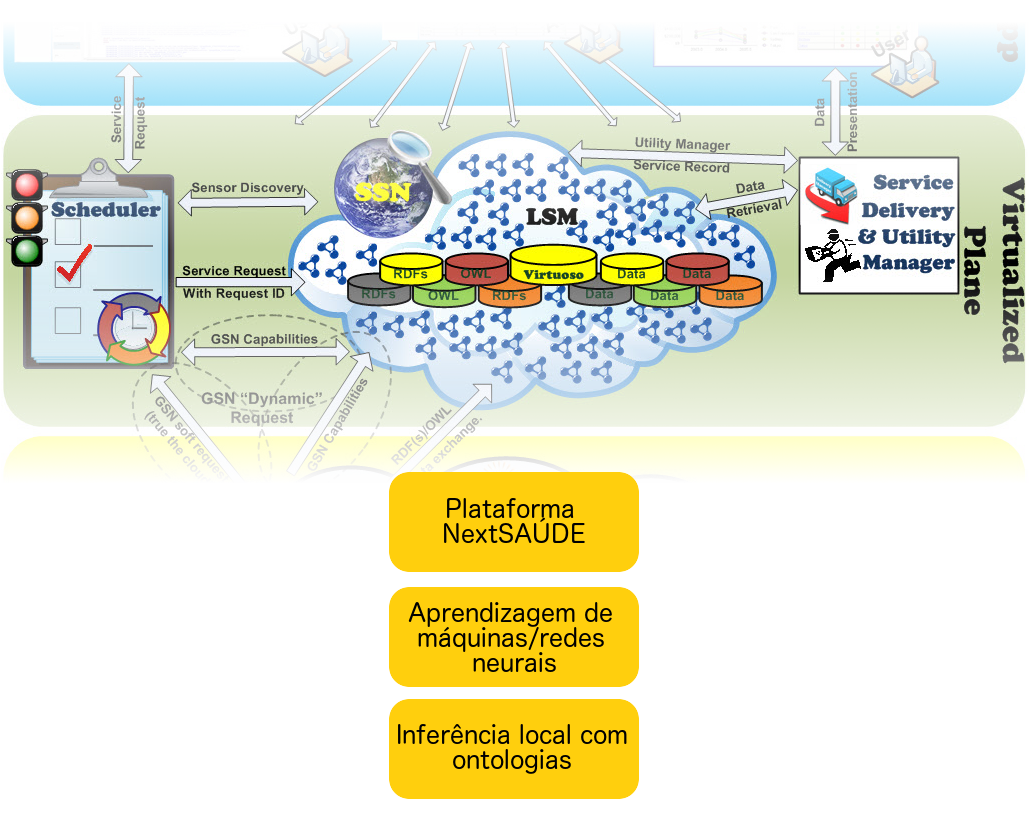 User
App
Service
Request
Data
Presentation
Utility Manager
Service Record
Data
Retrieval
Sensor Discovery
SSN
LSM
Scheduler
Service
Delivery
& Utility
Manager
Virtualized
Plane
RDFs
OWL
Virtuoso
Data
Data
RDFs
OWL
RDFs
Data
Data
Data
Service Request
With Request ID
GSN Capabilities
GSN “Dynamic”
Request
GSN soft request
(true the cloud
GSN Capabilities
RDF(s)/OWL
exchange.
Plataforma
NextSAÚDE
Aprendizagem de
máquinas/redes
neurais
Inferência local com
ontologias